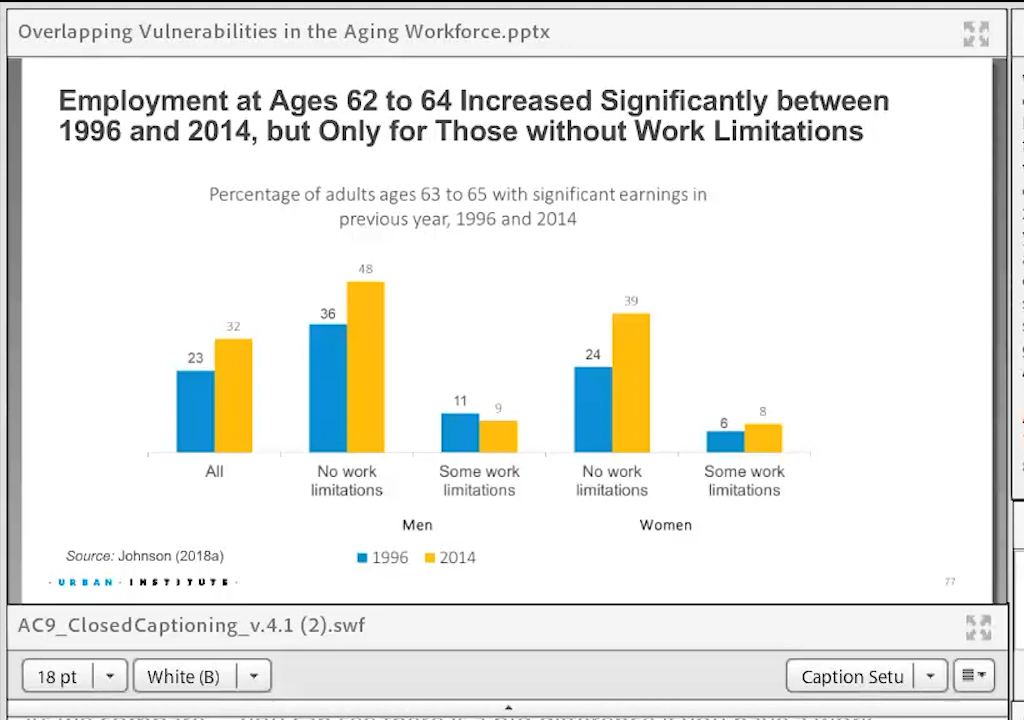 Overlapping Vulnerabilities in the Aging Workforce.pptx
Employment at Ages 62 to 64 Increased Significantly between
1996 and 2014, but Only for Those without Work Limitations
Percentage of adults ages 63 to 65 with significant earnings in
previous year, 1996 and 2014
23 32 36 48 11 9 24 39 6 8
All No work limitations Some work limitations No work limitations Some work limitations
Men Women
1996 2014
Source: Johnson (2018a)
URBAN · INSTITUTE
77
AC9_ClosedCaptioning_v.4.1 (2).swf
18 pt White (B) Caption Setu